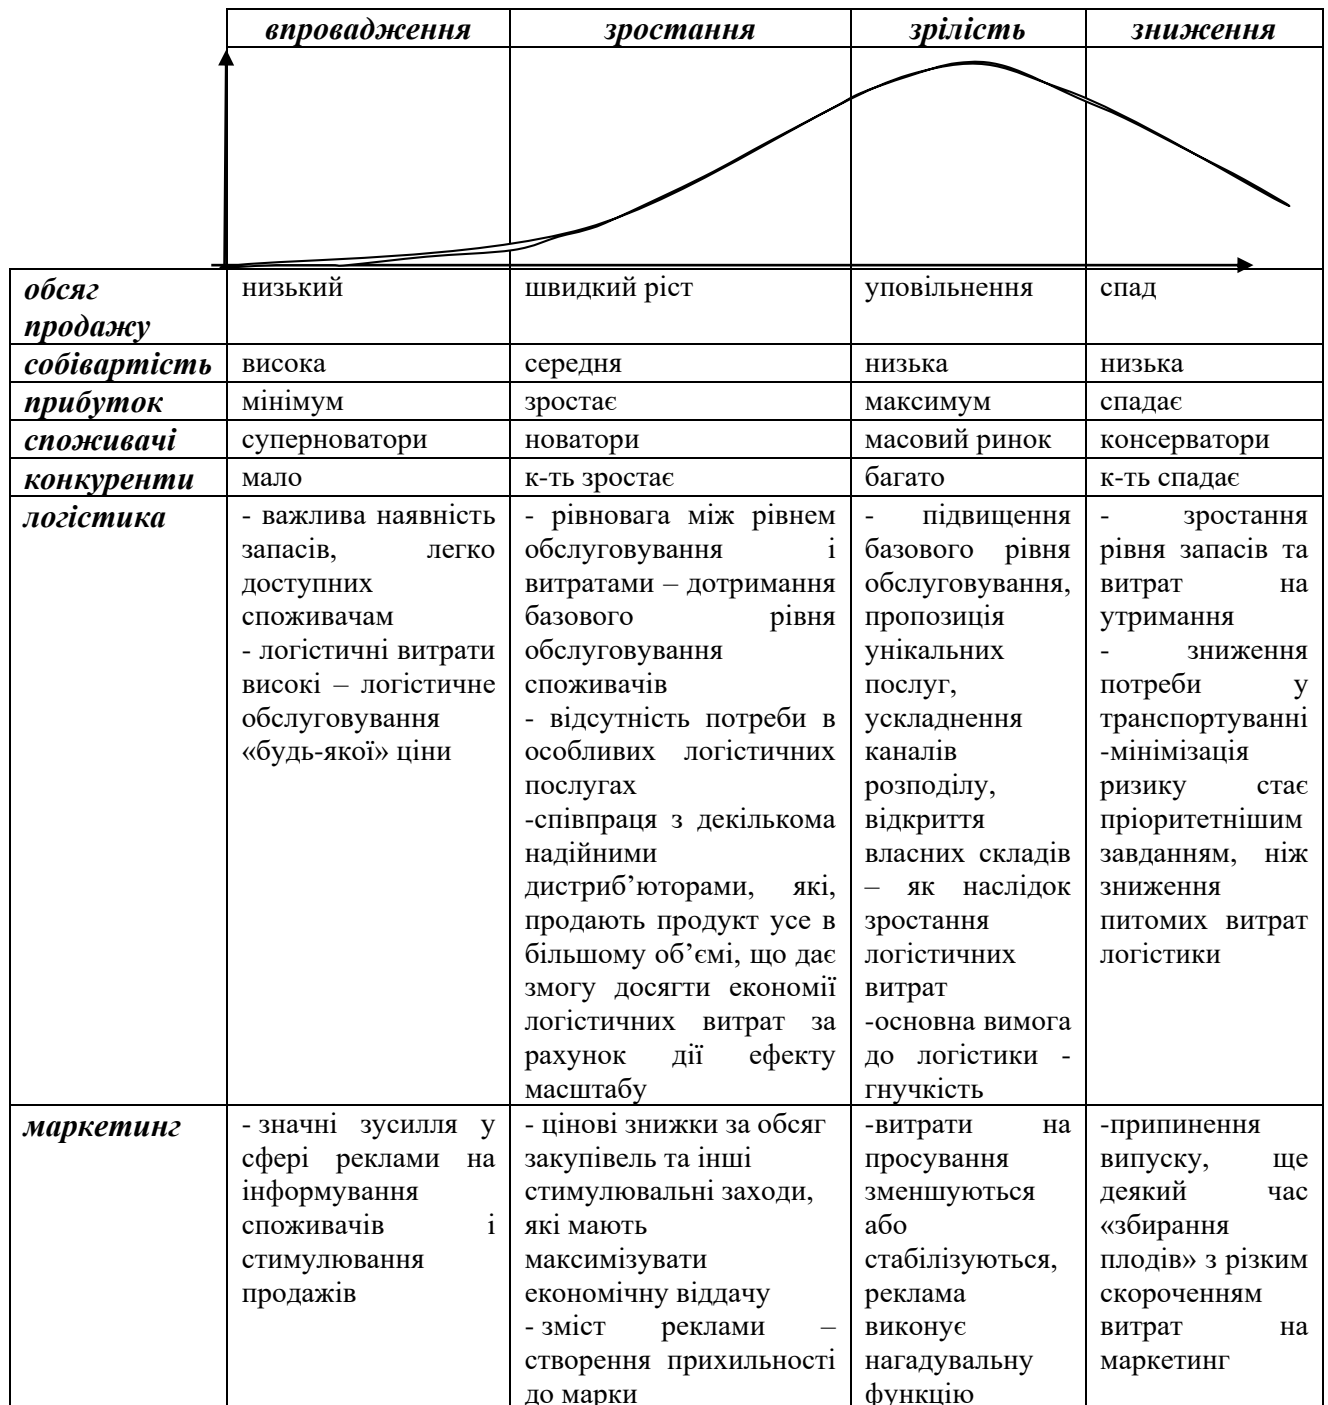 впровадження зростання зрілість зниження
обсяг продажу низький швидкий ріст уповільнення спад
собівартість висока середня низька низька
прибуток мінімум зростає максимум спадає
споживачі суперноватори новатори масовий ринок консерватори
конкуренти мало к-ть зростає багато к-ть спадає
логістика
- важлива наявність
запасів, легко
доступних
споживачам
- логістичні витрати
високі – логістичне
обслуговування
«будь-якої» ціни
- рівновага між рівнем
обслуговування і
витратами – дотримання
базового рівня
обслуговування
споживачів
- відсутність потреби в
особливих логістичних
послугах
-співпраця з декількома
надійними
дистриб’юторами, які,
продають продукт усе в
більшому об’ємі, що дає
змогу досягти економії
логістичних витрат за
рахунок дії ефекту
масштабу
- підвищення
базового рівня
обслуговування,
пропозиція
унікальних
послуг,
ускладнення
каналів
розподілу,
відкриття
власних складів
– як наслідок
зростання
логістичних
витрат
-основна вимога
до логістики -
гнучкість
- зростання
рівня запасів та
витрат на
утримання
- зниження
потреби у
транспортуванні
-мінімізація
ризику стає
пріоритетнішим
завданням, ніж
зниження
питомих витрат
логістики
маркетинг
- значні зусилля у
сфері реклами на
інформування
споживачів і
стимулювання
продажів
- цінові знижки за обсяг
закупівель та інші
стимулювальні заходи,
які мають
максимізувати
економічну віддачу
- зміст реклами –
створення прихильності
до марки
-витрати на
просування
зменшуються
або
стабілізуються,
реклама
виконує
нагадувальну
функцію
-припинення
випуску, ще
деякий час
«збирання
плодів» з різким
скороченням
витрат на
маркетинг